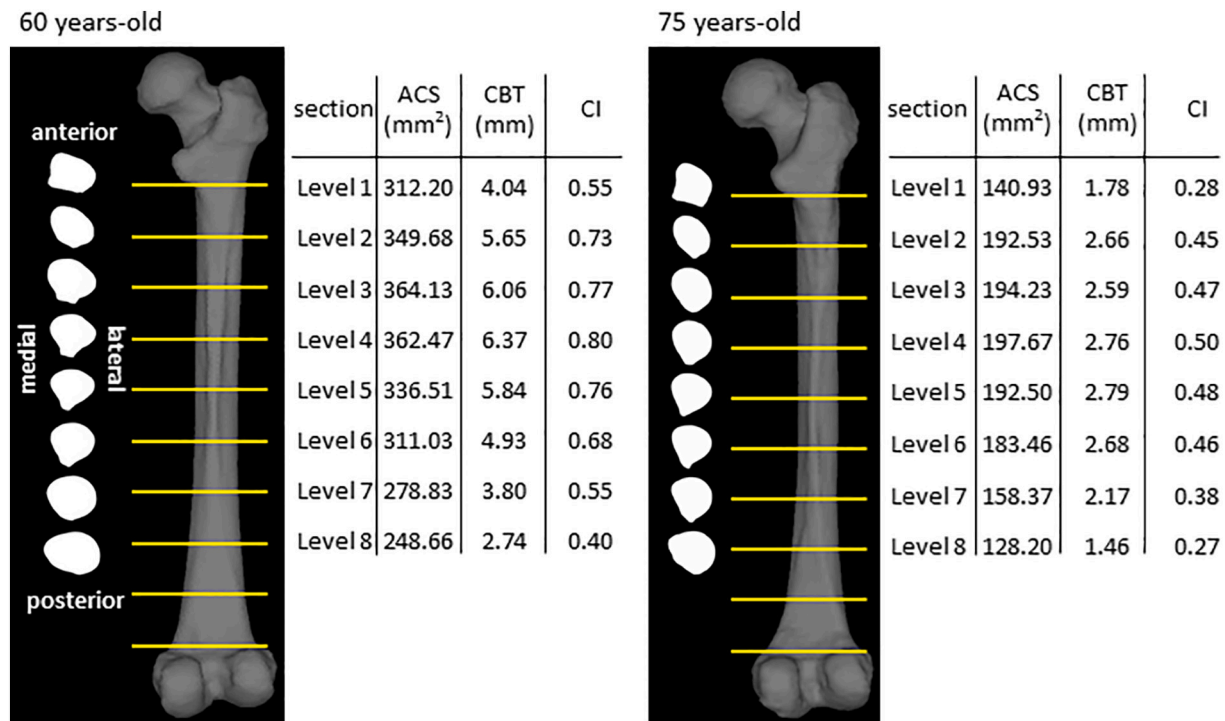 60 years-old
anterior
medial
lateral
posterior
section ACS (mm²) CBT (mm) CI
Level 1 312.20 4.04 0.55
Level 2 349.68 5.65 0.73
Level 3 364.13 6.06 0.77
Level 4 362.47 6.37 0.80
Level 5 336.51 5.84 0.76
Level 6 311.03 4.93 0.68
Level 7 278.83 3.80 0.55
Level 8 248.66 2.74 0.40
75 years-old
section ACS (mm²) CBT (mm) CI
Level 1 140.93 1.78 0.28
Level 2 192.53 2.66 0.45
Level 3 194.23 2.59 0.47
Level 4 197.67 2.76 0.50
Level 5 192.50 2.79 0.48
Level 6 183.46 2.68 0.46
Level 7 158.37 2.17 0.38
Level 8 128.20 1.46 0.27